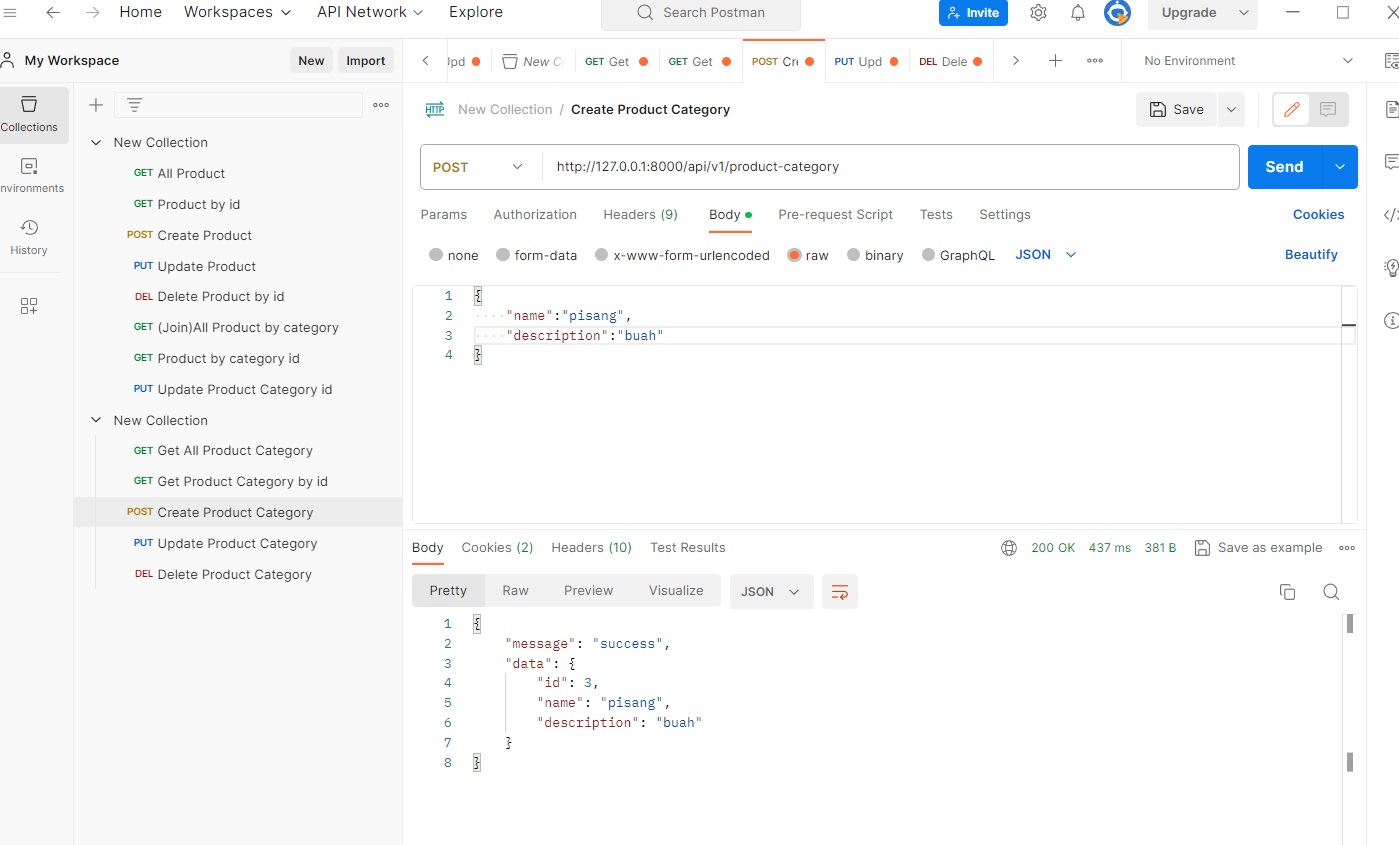 Home Workspaces API Network Explore Search Postman Invite Upgrade
My Workspace New Import Upd New C GET Get GET Get POST Cr PUT Upd DEL Dele No Environment
Collections
nvironments
History
New Collection
GET All Product
GET Product by id
POST Create Product
PUT Update Product
DEL Delete Product by id
GET (Join)All Product by category
GET Product by category id
PUT Update Product Category id
New Collection
GET Get All Product Category
GET Get Product Category by id
POST Create Product Category
PUT Update Product Category
DEL Delete Product Category
HTTP New Collection / Create Product Category Save
POST http://127.0.0.1:8000/api/v1/product-category Send
Params Authorization Headers (9) Body Pre-request Script Tests Settings Cookies
none form-data x-www-form-urlencoded raw binary GraphQL JSON Beautify
1 {
2 "name":"pisang",
3 "description":"buah"
4 }
Body Cookies (2) Headers (10) Test Results 200 OK 437 ms 381 B Save as example
Pretty Raw Preview Visualize JSON
1 {
2 "message": "success",
3 "data": {
4 "id": 3,
5 "name": "pisang",
6 "description": "buah"
7 }
8 }